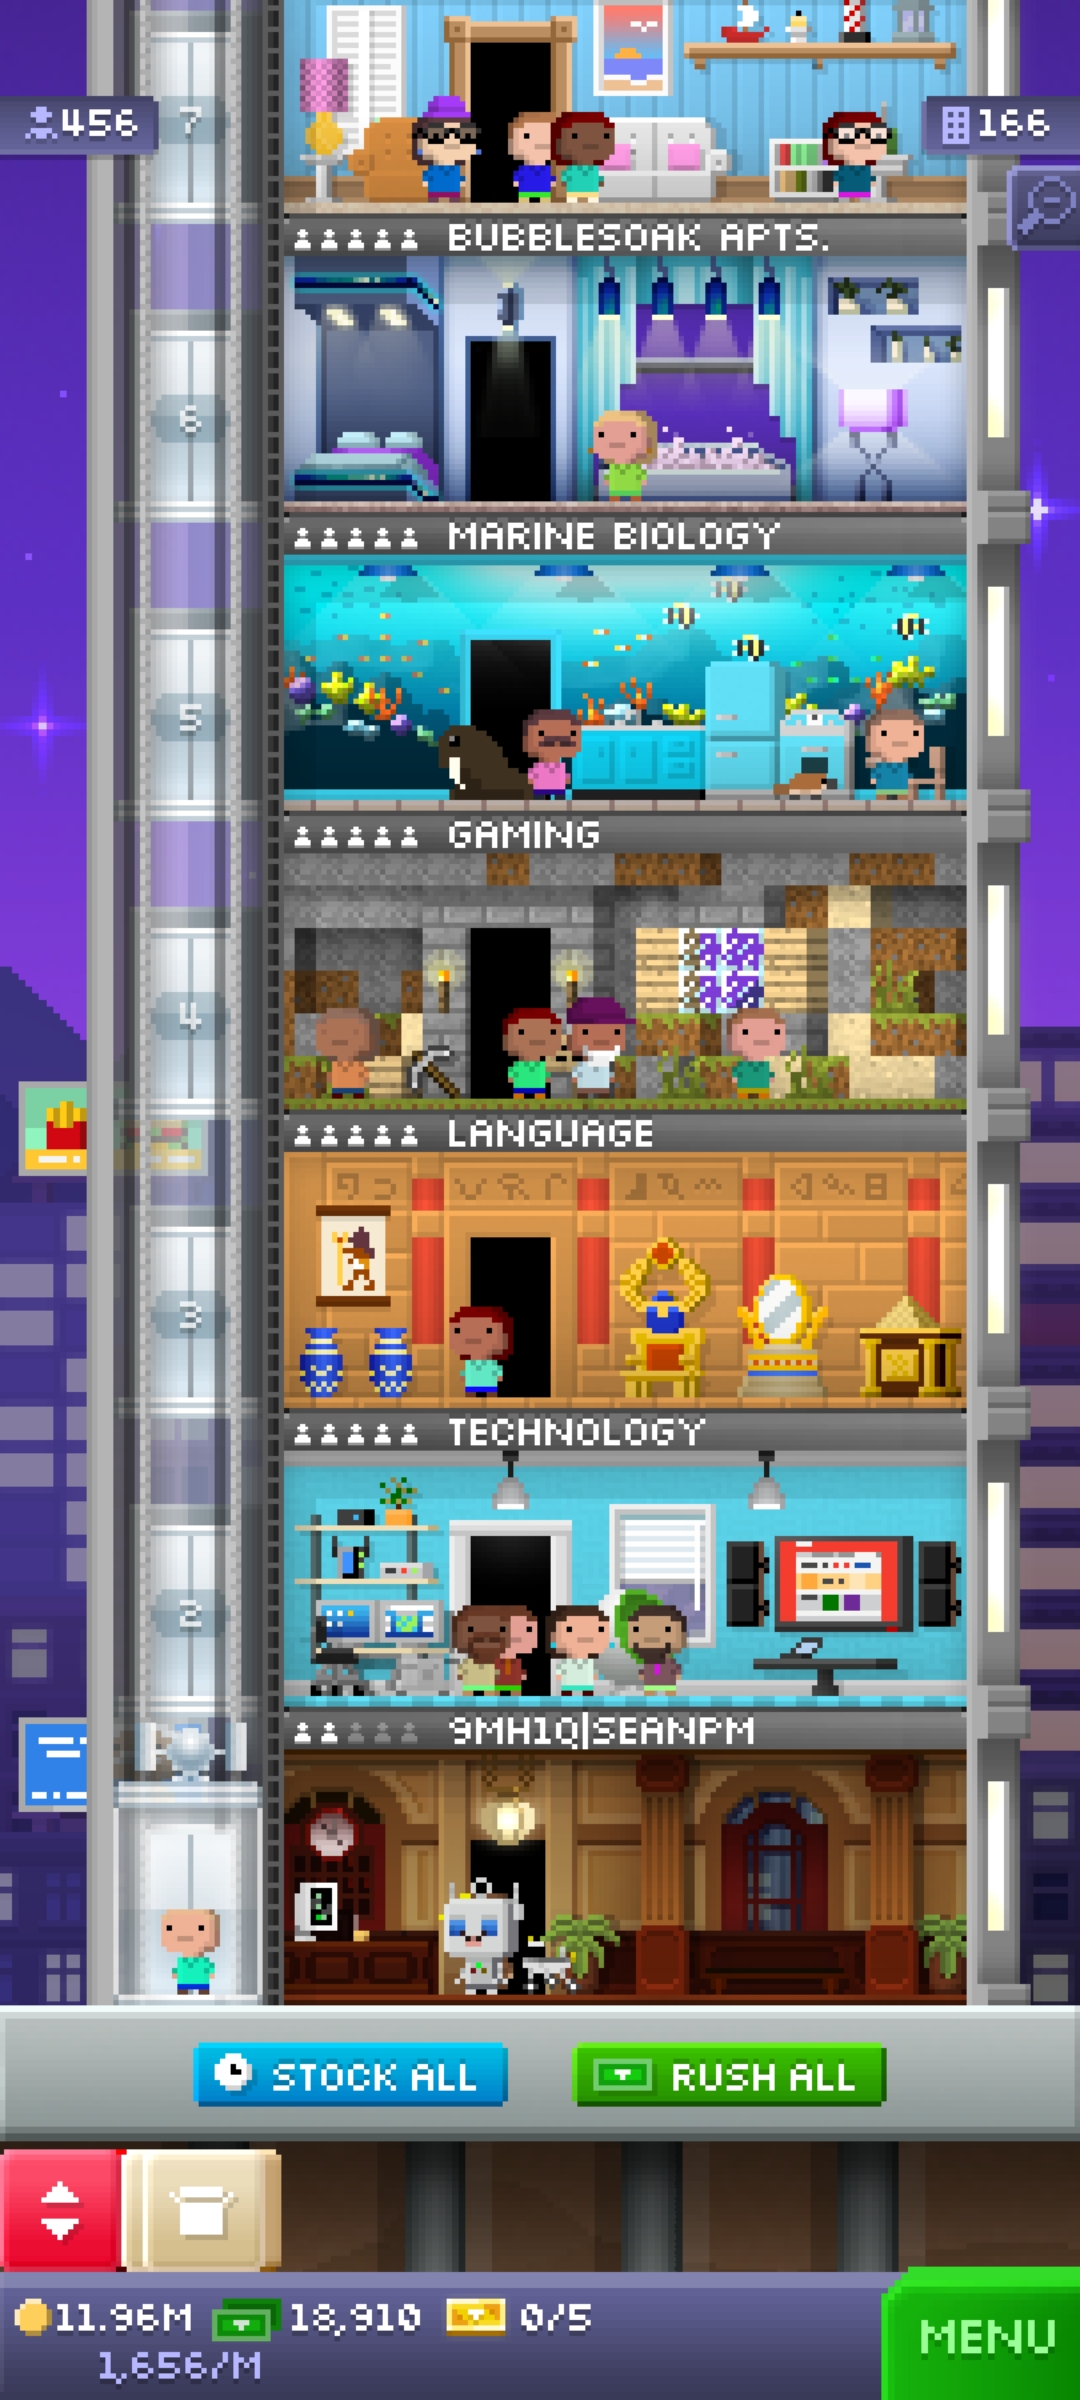 7
456
166
BUBBLESOAK APTS.
6
MARINE BIOLOGY
5
GAMING
4
LANGUAGE
3
TECHNOLOGY
2
9MH1Q|SEANPM
STOCK ALL
RUSH ALL
11.96M
18,910
0/5
1,656/M
MENU